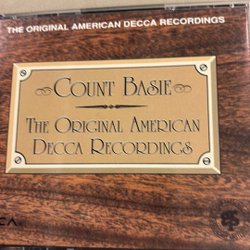 THE ORIGINAL AMERICAN DECCA RECORDINGS
COUNT BASIE
THE ORIGINAL AMERICAN
DECCA RECORDINGS